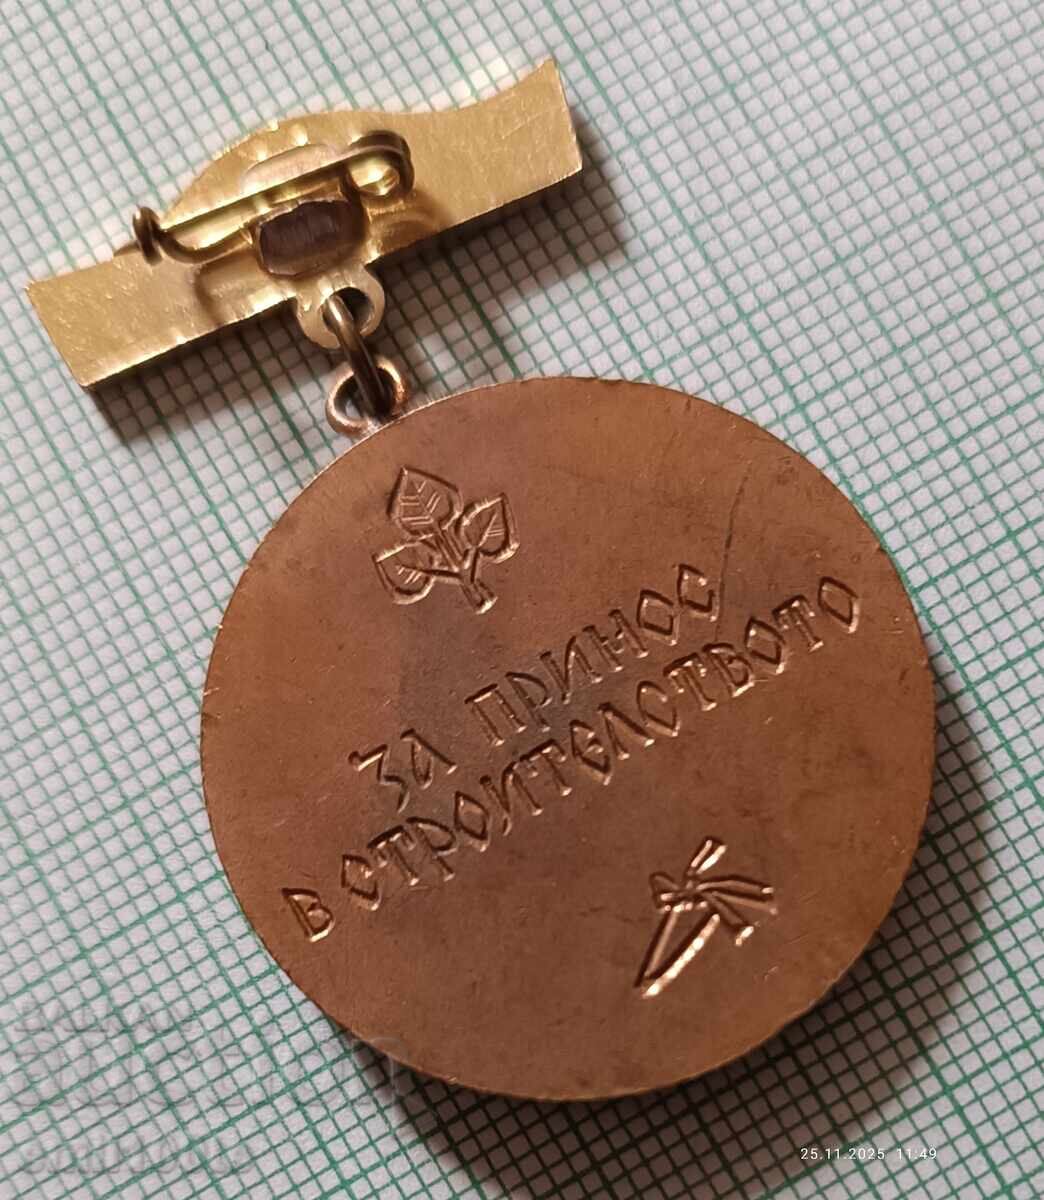 ЗА ПРИНОС
В СТРОИТЕЛСТВОТО
25.11.2025 11:49